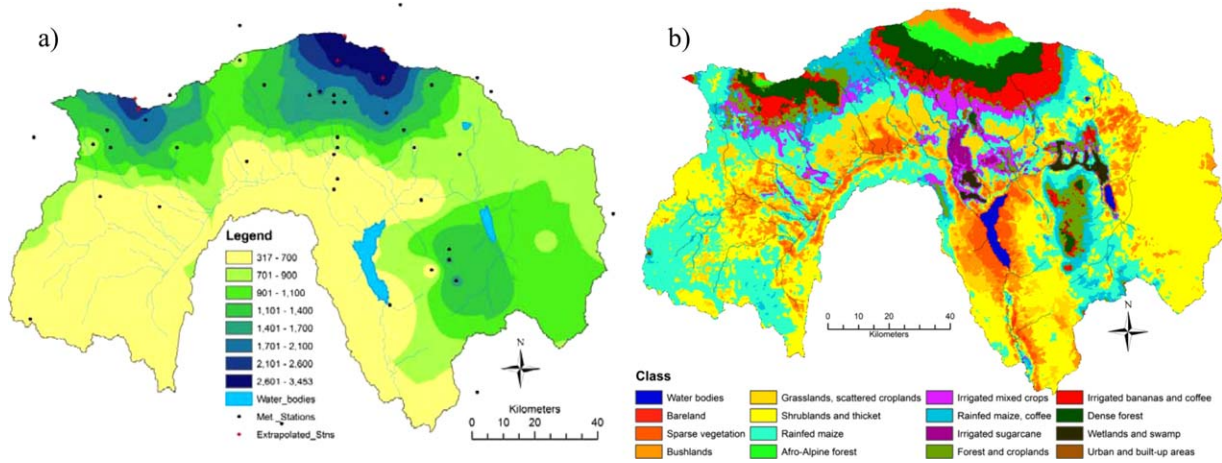 a)
Legend
317 - 700
701 - 900
901 - 1,100
1,101 - 1,400
1,401 - 1,700
1,701 - 2,100
2,101 - 2,600
2,601 - 3,453
Water_bodies
Met_Stations
Extrapolated_Stns
N
Kilometers
0 10 20 40
b)
N
0 10 20 40
Kilometers
Class
Water bodies
Bareland
Sparse vegetation
Bushlands
Grasslands, scattered croplands
Shrublands and thicket
Rainfed maize
Afro-Alpine forest
Irrigated mixed crops
Rainfed maize, coffee
Irrigated sugarcane
Forest and croplands
Irrigated bananas and coffee
Dense forest
Wetlands and swamp
Urban and built-up areas